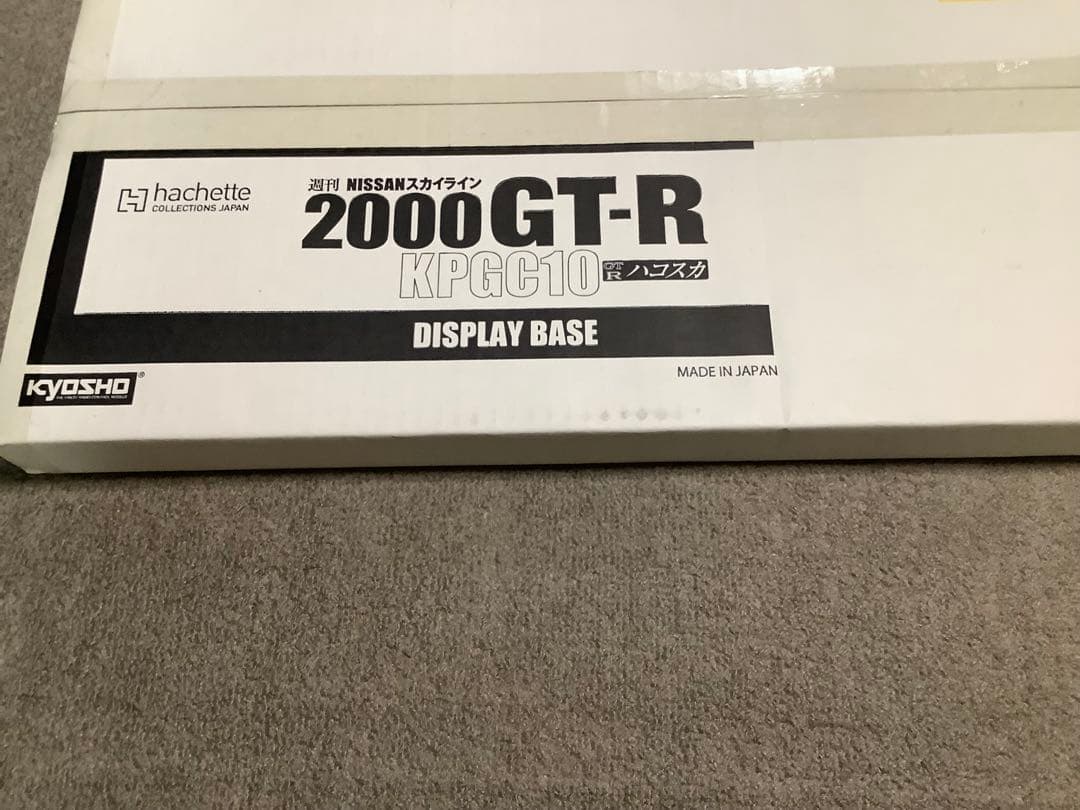 hachette
COLLECTIONS JAPAN
週刊 NISSANスカイライン
2000GT-R
KPGC10 GT R ハコスカ
DISPLAY BASE
MADE IN JAPAN
KYOSHO®